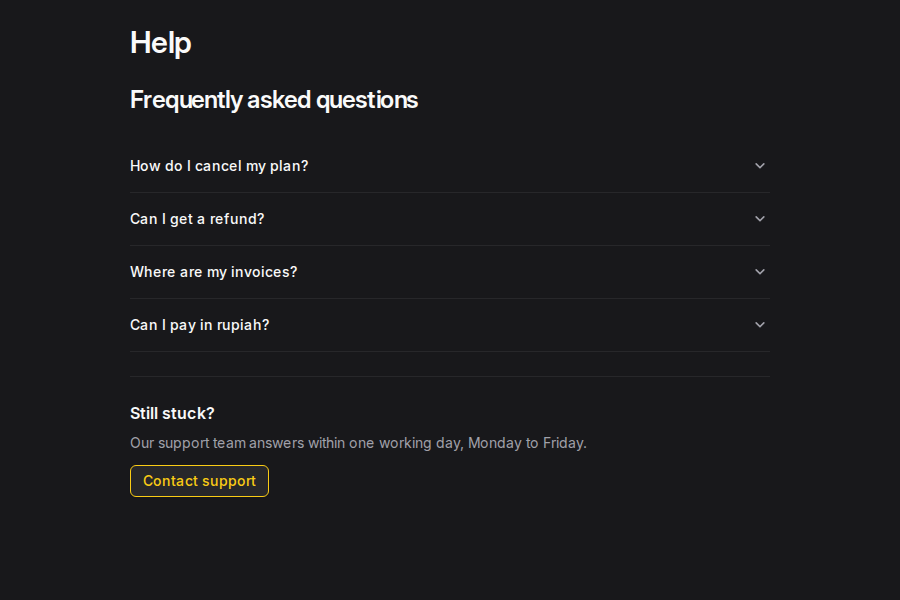 Help
Frequently asked questions
How do I cancel my plan?
Can I get a refund?
Where are my invoices?
Can I pay in rupiah?
Still stuck?
Our support team answers within one working day, Monday to Friday.
Contact support